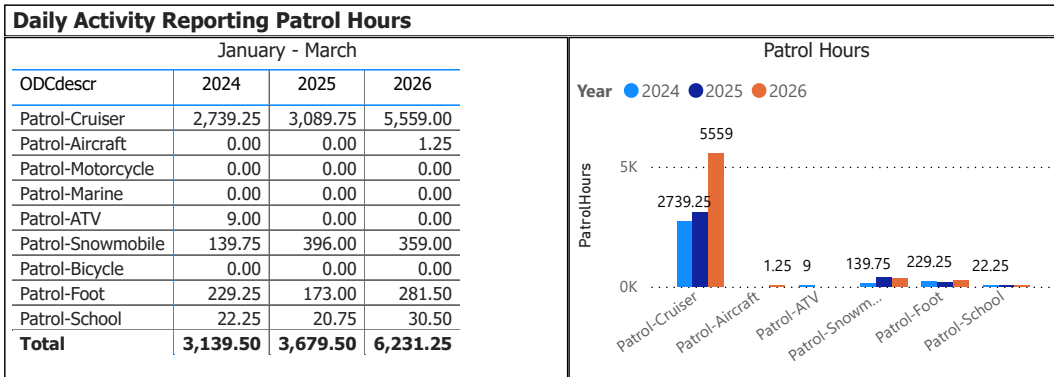 Daily Activity Reporting Patrol Hours
January - March
ODCdescr 2024 2025 2026
Patrol-Cruiser 2,739.25 3,089.75 5,559.00
Patrol-Aircraft 0.00 0.00 1.25
Patrol-Motorcycle 0.00 0.00 0.00
Patrol-Marine 0.00 0.00 0.00
Patrol-ATV 9.00 0.00 0.00
Patrol-Snowmobile 139.75 396.00 359.00
Patrol-Bicycle 0.00 0.00 0.00
Patrol-Foot 229.25 173.00 281.50
Patrol-School 22.25 20.75 30.50
Total 3,139.50 3,679.50 6,231.25
Patrol Hours
Year 2024 2025 2026
PatrolHours
5K
0K
5559
2739.25
1.25 9 139.75 229.25 22.25
Patrol-Cruiser
Patrol-Aircraft
Patrol-ATV
Patrol-Snowm...
Patrol-Foot
Patrol-School